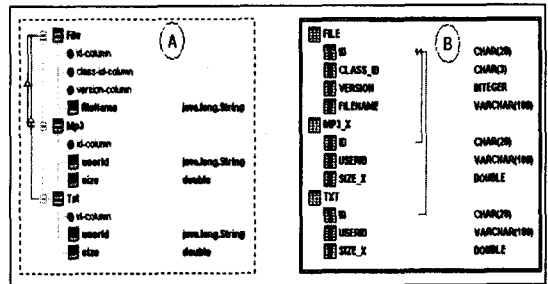 A
File
id-column
class-id-column
version-column
fileName java.lang.String
Mp3
id-column
userId java.lang.String
size double
Txt
id-column
userId java.lang.String
size double
B
FILE
ID CHAR(20)
CLASS_ID CHAR(3)
VERSION INTEGER
FILENAME VARCHAR(100)
MP3_X
ID CHAR(20)
USERID VARCHAR(100)
SIZE_X DOUBLE
TXT
ID CHAR(20)
USERID VARCHAR(100)
SIZE_X DOUBLE